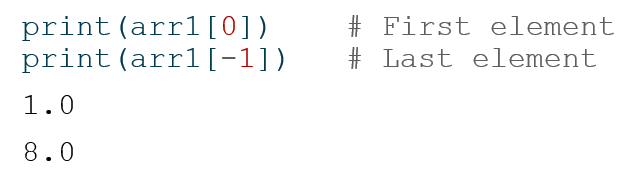 print(arr1[0])    # First element
print(arr1[-1])   # Last element
1.0
8.0